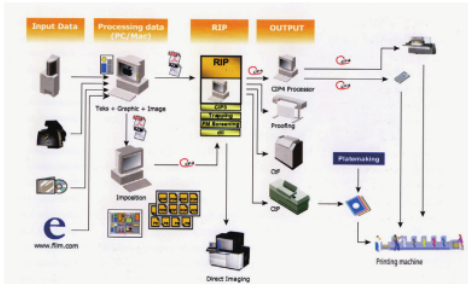 Input Data
Processing data
(PC/Mac)
RIP
OUTPUT
RIP
CIP3
Trapping
FM Screening
dll
Teks + Graphic + Image
CIP4 Processor
Proofing
Imposition
CtF
CtP
Platemaking
e
www.film.com
Direct Imaging
Printing machine